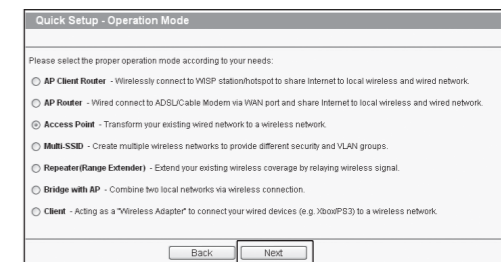 Quick Setup - Operation Mode
Please select the proper operation mode according to your needs:
AP Client Router - Wirelessly connect to WISP station/hotspot to share Internet to local wireless and wired network.
AP Router - Wired connect to ADSL/Cable Modem via WAN port and share Internet to local wireless and wired network.
Access Point - Transform your existing wired network to a wireless network.
Multi-SSID - Create multiple wireless networks to provide different security and VLAN groups.
Repeater(Range Extender) - Extend your existing wireless coverage by relaying wireless signal.
Bridge with AP - Combine two local networks via wireless connection.
Client - Acting as a "Wireless Adapter" to connect your wired devices (e.g. Xbox/PS3) to a wireless network.
Back Next